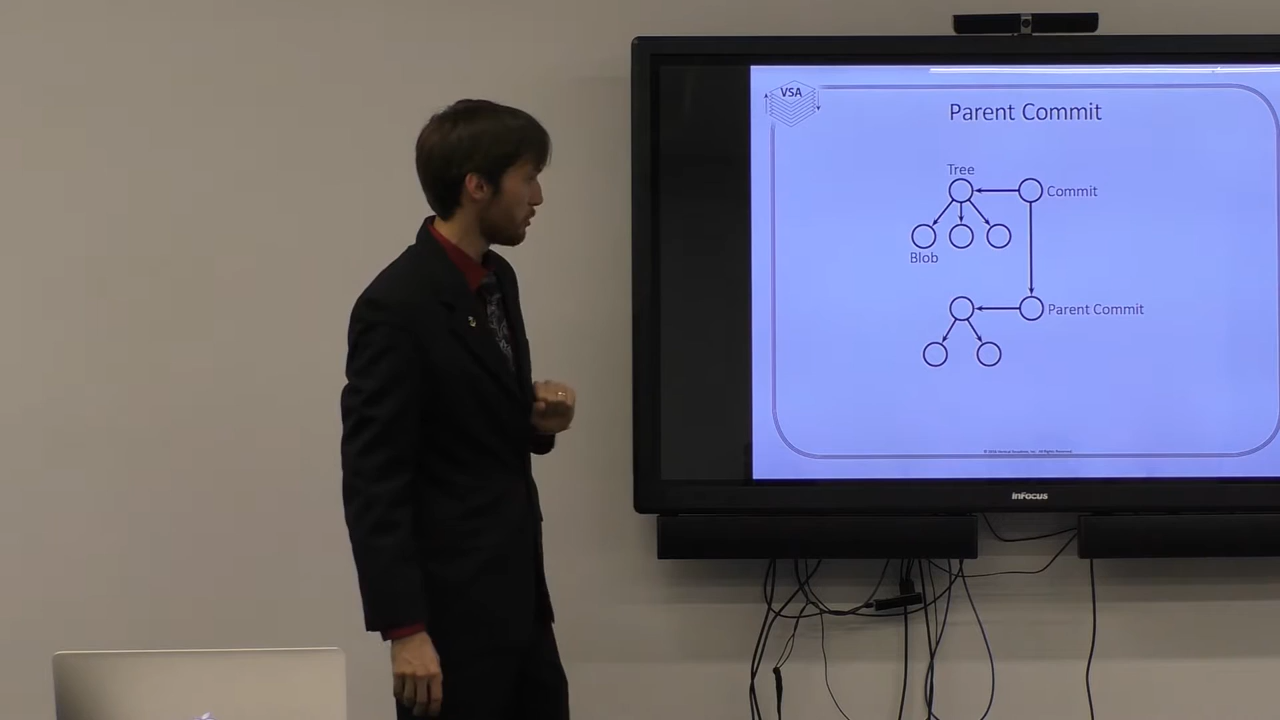 VSA
Parent Commit
Tree
Commit
Blob
Parent Commit
InFocus